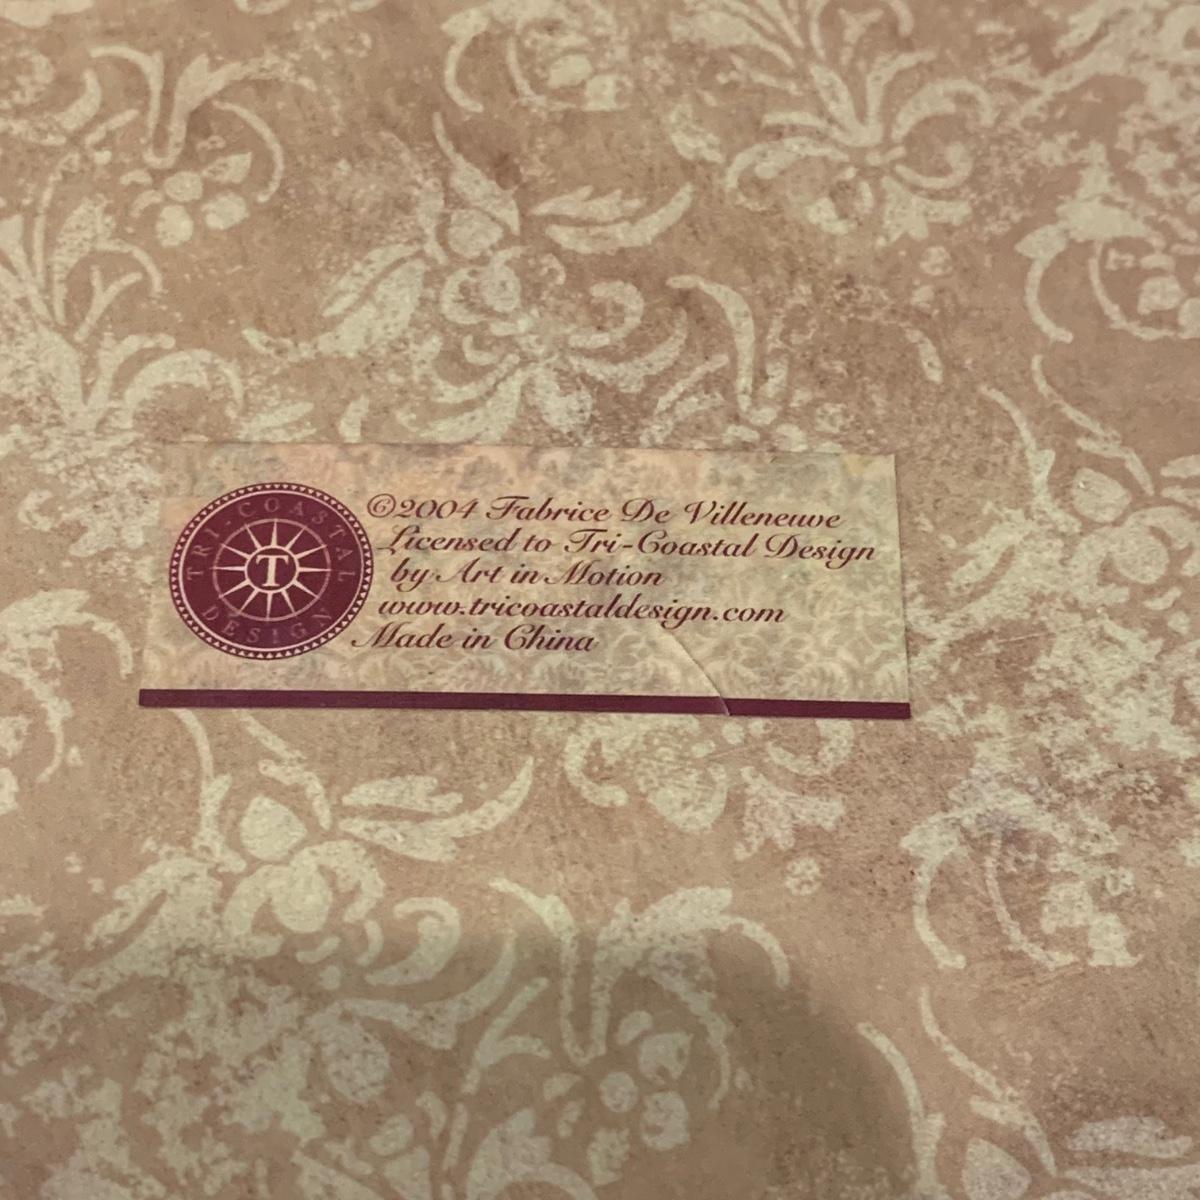 TRI-COASTAL
T
DESIGN
©2004 Fabrice De Villeneuve
Licensed to Tri-Coastal Design
by Art in Motion
www.tricoastaldesign.com
Made in China